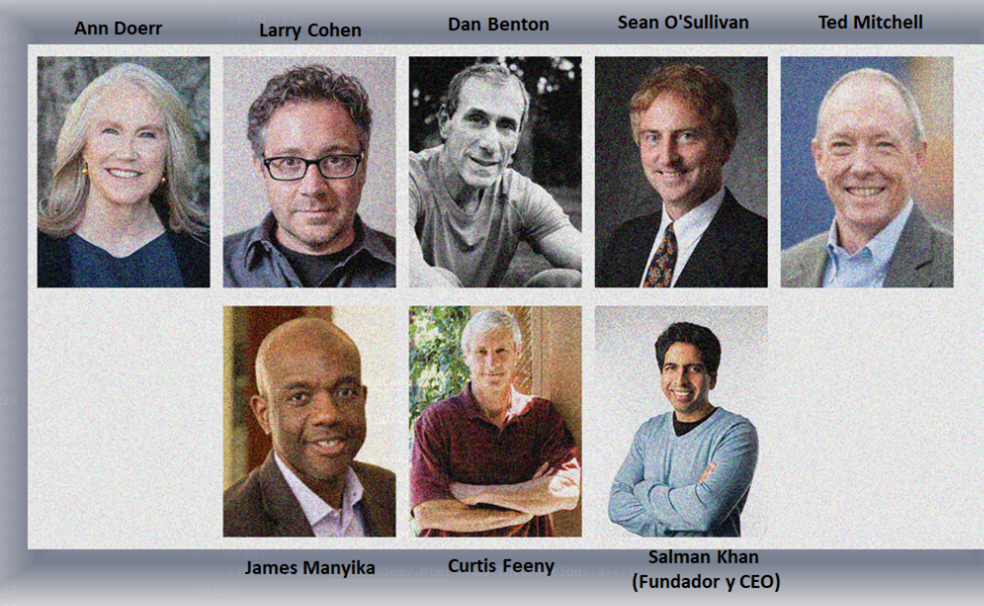 Ann Doerr
Larry Cohen
Dan Benton
Sean O'Sullivan
Ted Mitchell
James Manyika
Curtis Feeny
Salman Khan
(Fundador y CEO)